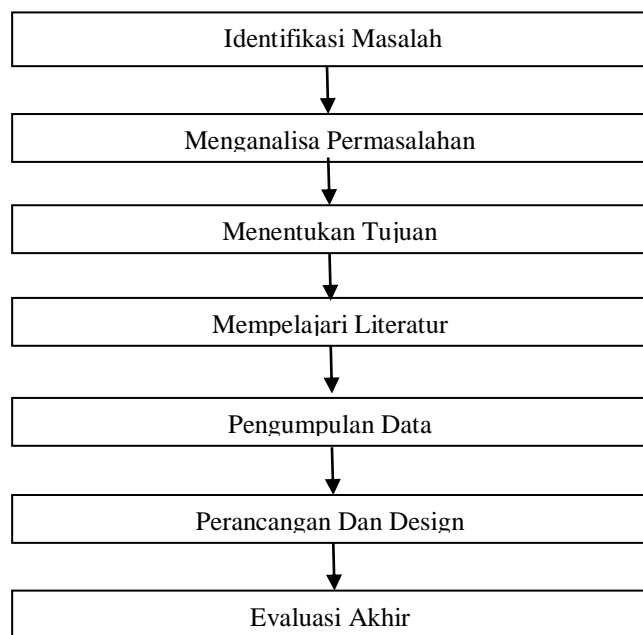 Identifikasi Masalah
Menganalisa Permasalahan
Menentukan Tujuan
Mempelajari Literatur
Pengumpulan Data
Perancangan Dan Design
Evaluasi Akhir